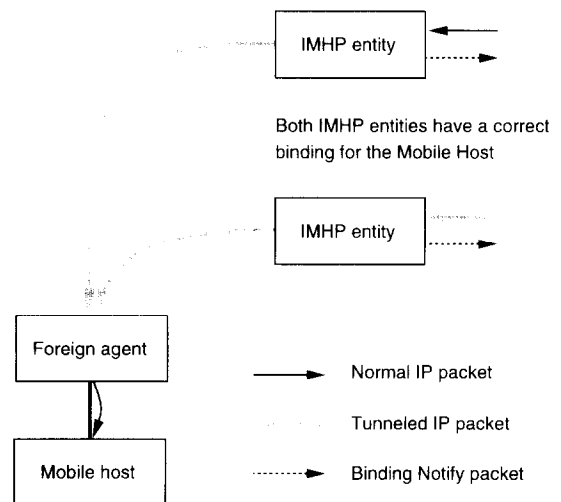 IMHP entity
Both IMHP entities have a correct
binding for the Mobile Host
IMHP entity
Foreign agent
Mobile host
Normal IP packet
Tunneled IP packet
Binding Notify packet